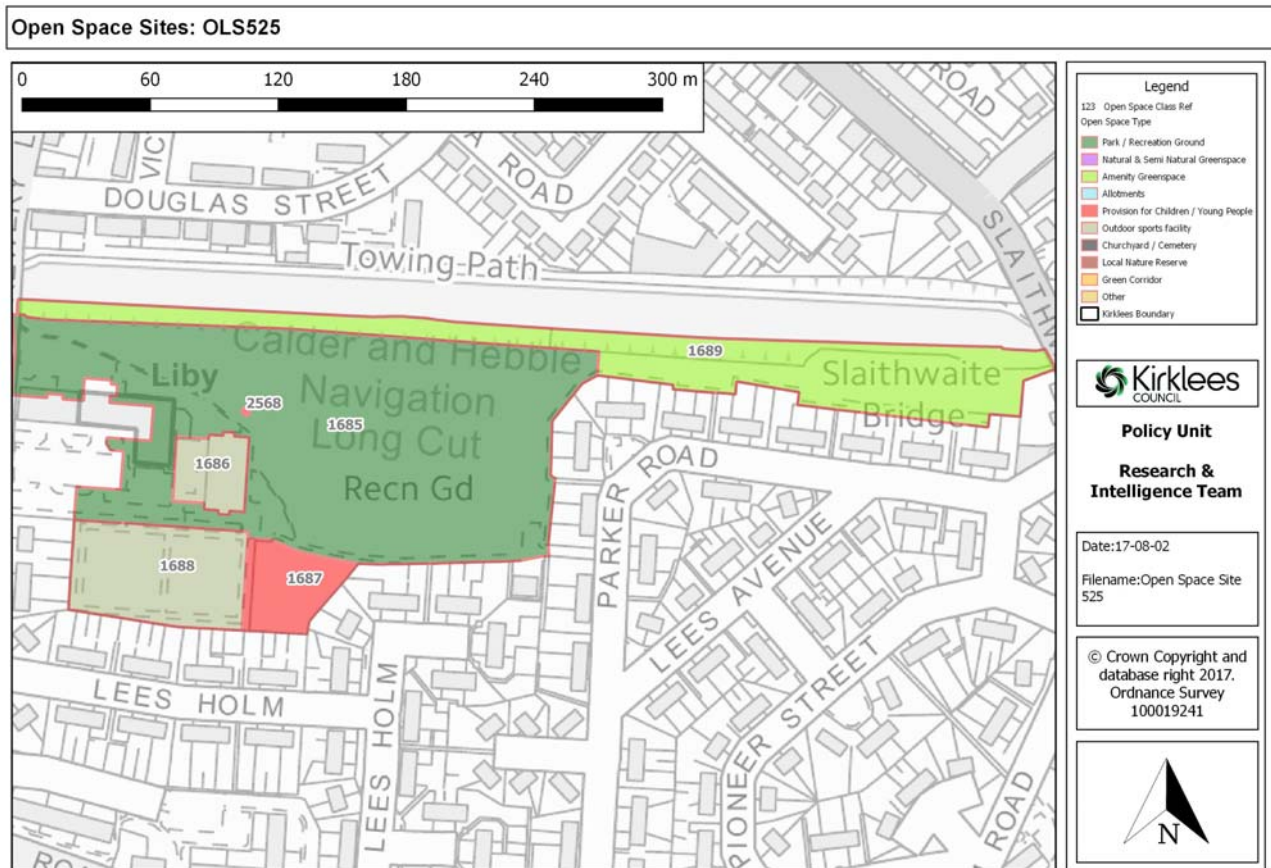 Open Space Sites: OLS525
0 60 120 180 240 300 m
VIC
ROAD
ROAD
DOUGLAS STREET
Towing Path
SLAITHW
Calder and Hebble
Navigation
Long Cut
Liby
Recn Gd
Slaithwaite
Bridge
1689
2568
1685
1686
1688
1687
PARKER ROAD
LEES AVENUE
PIONEER STREET
LEES HOLM
LEES HOLM
ROAD
Legend
123 Open Space Class Ref
Open Space Type
Park / Recreation Ground
Natural & Semi Natural Greenspace
Amenity Greenspace
Allotments
Provision for Children / Young People
Outdoor sports facility
Churchyard / Cemetery
Local Nature Reserve
Green Corridor
Other
Kirklees Boundary
Kirklees
COUNCIL
Policy Unit
Research &
Intelligence Team
Date:17-08-02
Filename:Open Space Site
525
© Crown Copyright and
database right 2017.
Ordnance Survey
100019241
N